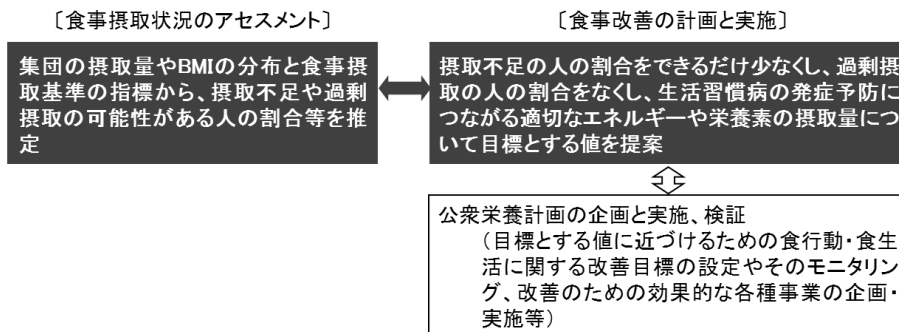 〔食事摂取状況のアセスメント〕
〔食事改善の計画と実施〕
集団の摂取量やBMIの分布と食事摂
取基準の指標から、摂取不足や過剰
摂取の可能性がある人の割合等を推
定
摂取不足の人の割合をできるだけ少なくし、過剰摂
取の人の割合をなくし、生活習慣病の発症予防に
つながる適切なエネルギーや栄養素の摂取量につ
いて目標とする値を提案
公衆栄養計画の企画と実施、検証
（目標とする値に近づけるための食行動・食生
活に関する改善目標の設定やそのモニタリン
グ、改善のための効果的な各種事業の企画・
実施等）